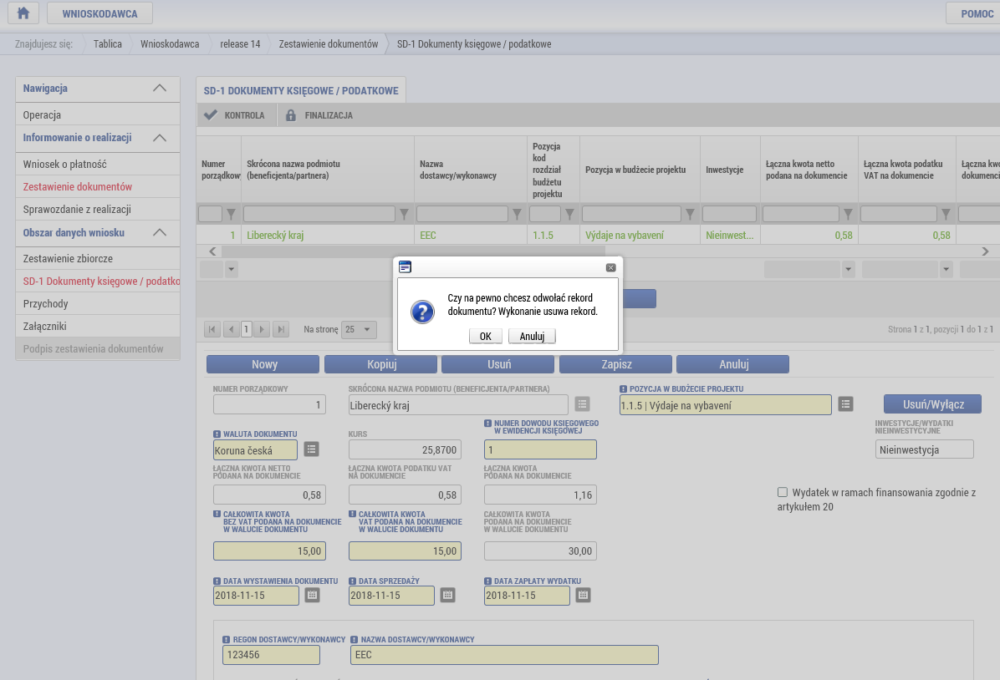 WNIOSKODAWCA
POMOC
Znajdujesz się:
Tablica
Wnioskodawca
release 14
Zestawienie dokumentów
SD-1 Dokumenty księgowe / podatkowe
Nawigacja
Operacja
Informowanie o realizacji
Wniosek o płatność
Zestawienie dokumentów
Sprawozdanie z realizacji
Obszar danych wniosku
Zestawienie zbiorcze
SD-1 Dokumenty księgowe / podatko
Przychody
Załączniki
Podpis zestawienia dokumentów
SD-1 DOKUMENTY KSIĘGOWE / PODATKOWE
KONTROLA
FINALIZACJA
Numer
porządkowy
Skrócona nazwa podmiotu
(beneficjenta/partnera)
Nazwa
dostawcy/wykonawcy
Pozycja
kod
rozdział
budżetu
projektu
Pozycja w budżecie projektu
Inwestycje
Łączna kwota netto
podana na dokumencie
Łączna kwota podatku
VAT na dokumencie
Łączna kwo
dokumenci
1
Liberecký kraj
EEC
1.1.5
Výdaje na vybavení
Nieinwest...
0,58
0,58
Czy na pewno chcesz odwołać rekord
dokumentu? Wykonanie usuwa rekord.
OK
Anuluj
1
Na stronę
25
Strona 1 z 1, pozycji 1 do 1 z 1
Nowy
Kopiuj
Usuń
Zapisz
Anuluj
NUMER PORZĄDKOWY
1
SKRÓCONA NAZWA PODMIOTU (BENEFICJENTA/PARTNERA)
Liberecký kraj
POZYCJA W BUDŻECIE PROJEKTU
1.1.5 | Výdaje na vybavení
Usuń/Wyłącz
WALUTA DOKUMENTU
Koruna česká
KURS
25,8700
NUMER DOWODU KSIĘGOWEGO
W EWIDENCJI KSIĘGOWEJ
1
INWESTYCJE/WYDATKI
NIEINWESTYCYJNE
Nieinwestycja
ŁĄCZNA KWOTA NETTO
PODANA NA DOKUMENCIE
0,58
ŁĄCZNA KWOTA PODATKU VAT
NA DOKUMENCIE
0,58
ŁĄCZNA KWOTA
PODANA NA DOKUMENCIE
1,16
Wydatek w ramach finansowania zgodnie z
artykułem 20
CAŁKOWITA KWOTA
BEZ VAT PODANA NA DOKUMENCIE
W WALUCIE DOKUMENTU
15,00
CAŁKOWITA KWOTA
VAT PODANA NA DOKUMENCIE
W WALUCIE DOKUMENTU
15,00
CAŁKOWITA KWOTA
PODANA NA DOKUMENCIE
W WALUCIE DOKUMENTU
30,00
DATA WYSTAWIENIA DOKUMENTU
2018-11-15
DATA SPRZEDAŻY
2018-11-15
DATA ZAPŁATY WYDATKU
2018-11-15
REGON DOSTAWCY/WYKONAWCY
123456
NAZWA DOSTAWCY/WYKONAWCY
EEC